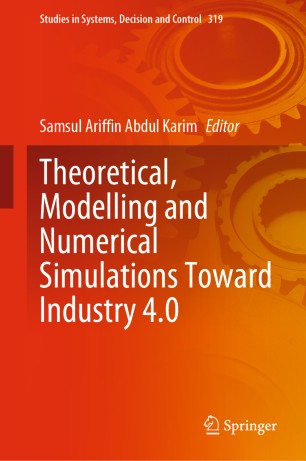 Studies in Systems, Decision and Control 319
Samsul Ariffin Abdul Karim Editor
Theoretical,
Modelling and
Numerical
Simulations Toward
Industry 4.0
Springer